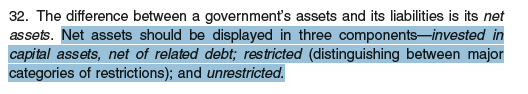 32. The difference between a government’s assets and its liabilities is its net
assets. Net assets should be displayed in three components—invested in
capital assets, net of related debt; restricted (distinguishing between major
categories of restrictions); and unrestricted.